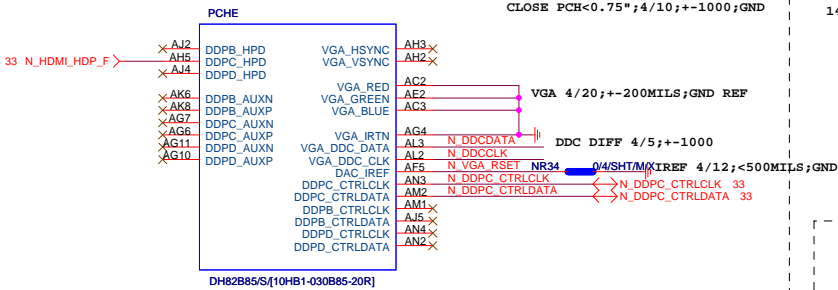 CLOSE PCH<0.75";4/10;+-1000;GND
14
PCHE
AJ2 DDPB_HPD VGA_HSYNC AH3
33 N_HDMI_HDP_F AH5 DDPC_HPD VGA_VSYNC AH2
AJ4 DDPD_HPD
VGA_RED AC2
AK6 DDPB_AUXN VGA_GREEN AE2 VGA 4/20;+-200MILS;GND REF
AK8 DDPB_AUXP VGA_BLUE AC3
AG7 DDPC_AUXN
AG6 DDPC_AUXP VGA_IRTN AG4
AG11 DDPD_AUXN VGA_DDC_DATA AL3 N_DDCDATA DDC DIFF 4/5;+-1000
AG10 DDPD_AUXP VGA_DDC_CLK AL2 N_DDCCLK
DAC_IREF AF5 N_VGA_RSET NR34 0/4/SHT/M/X IREF 4/12;<500MILS;GND
DDPC_CTRLCLK AN3 N_DDPC_CTRLCLK N_DDPC_CTRLCLK 33
DDPC_CTRLDATA AM2 N_DDPC_CTRLDATA N_DDPC_CTRLDATA 33
DDPB_CTRLCLK AM1
DDPB_CTRLDATA AJ5
DDPD_CTRLCLK AN4
DDPD_CTRLDATA AN2
DH82B85/S/[10HB1-030B85-20R]